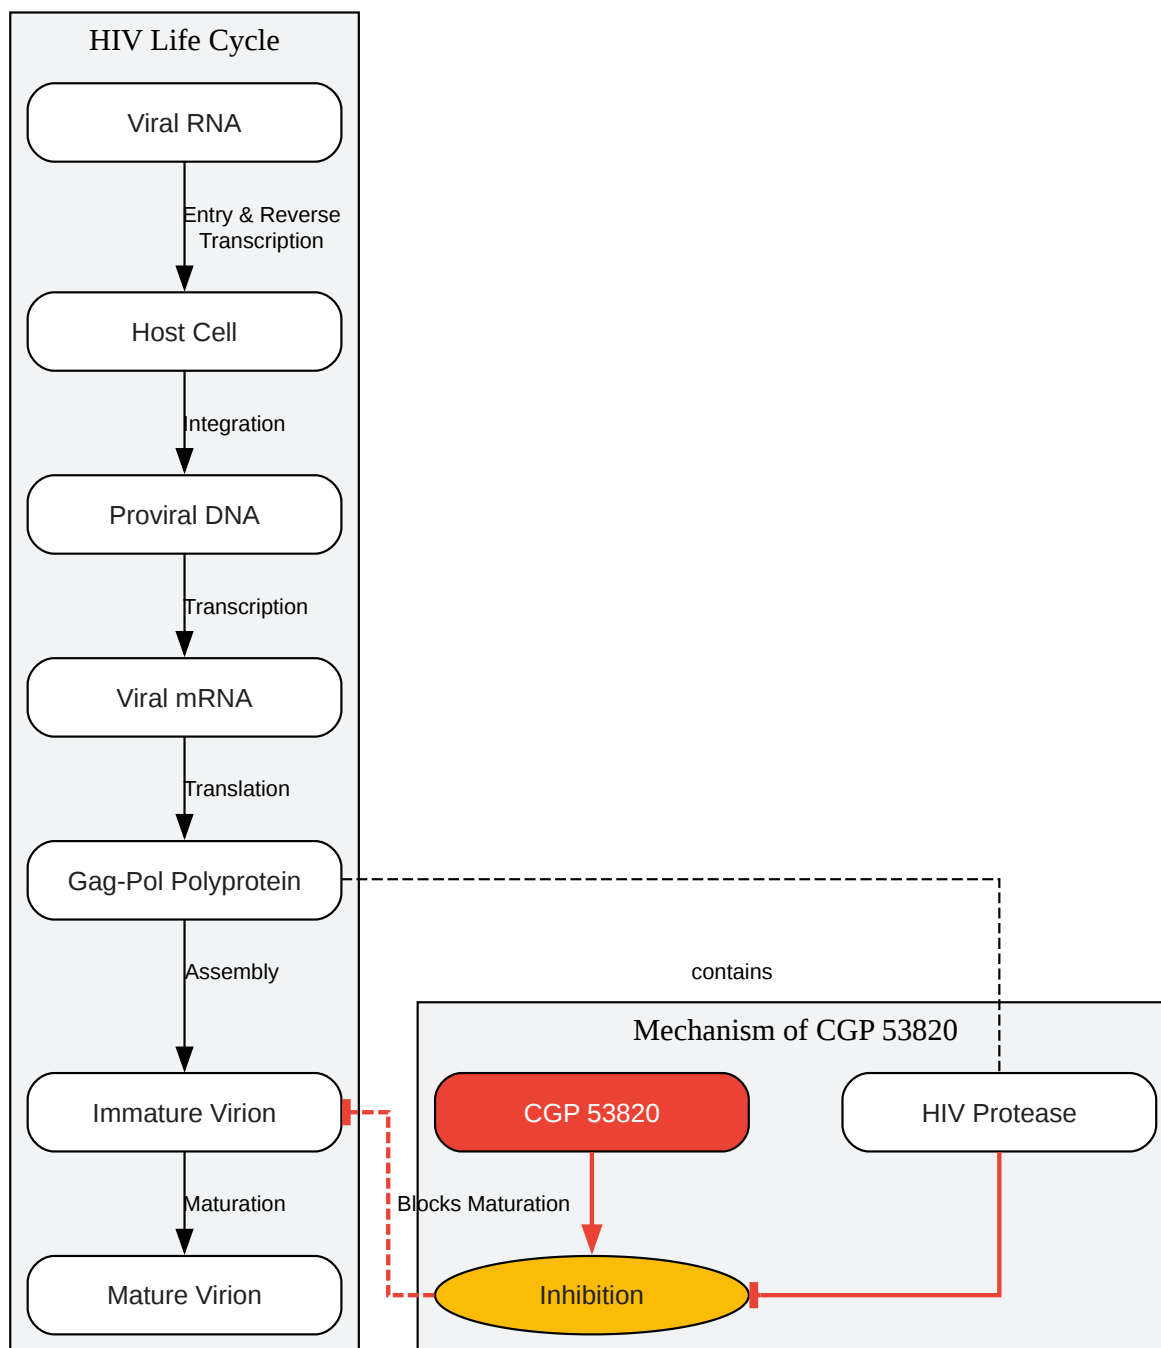 HIV Life Cycle
Viral RNA
Entry & Reverse
Transcription
Host Cell
Integration
Proviral DNA
Transcription
Viral mRNA
Translation
Gag-Pol Polyprotein
Assembly
contains
Mechanism of CGP 53820
Immature Virion
CGP 53820
HIV Protease
Maturation
Blocks Maturation
Mature Virion
Inhibition